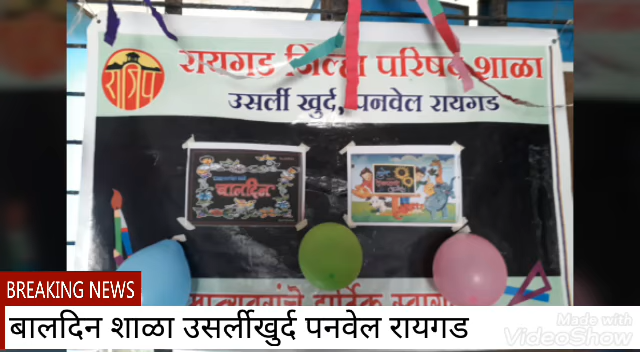 रायगड जिल्हा परिषद शाळा
उसर्ली खुर्द, पनवेल रायगड
रागिप
बालदिन
हार्दिक
BREAKING NEWS
बालदिन शाळा उसर्लीखुर्द पनवेल रायगड
Made with
VideoShow